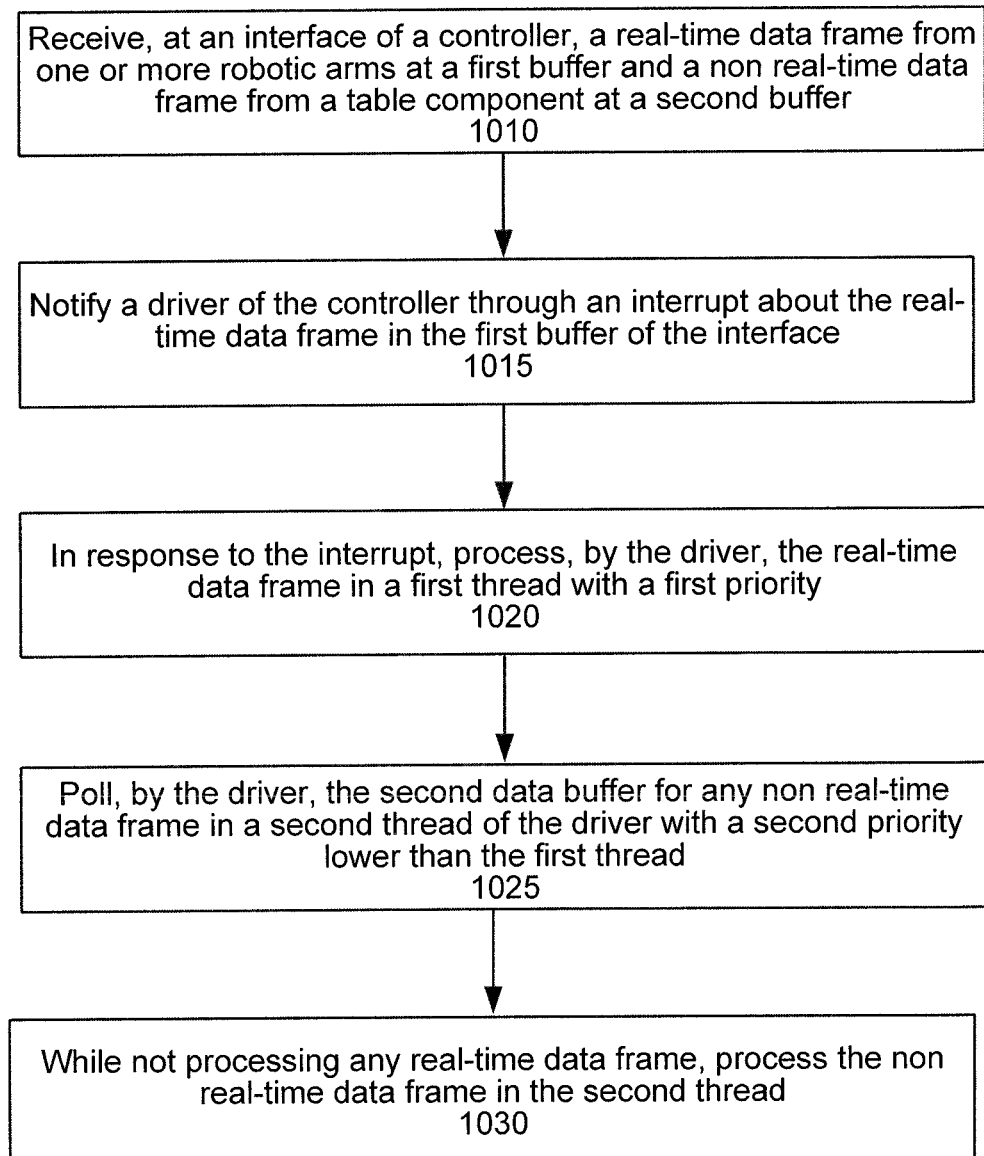 Receive, at an interface of a controller, a real-time data frame from
one or more robotic arms at a first buffer and a non real-time data
frame from a table component at a second buffer
1010
Notify a driver of the controller through an interrupt about the real-
time data frame in the first buffer of the interface
1015
In response to the interrupt, process, by the driver, the real-time
data frame in a first thread with a first priority
1020
Poll, by the driver, the second data buffer for any non real-time
data frame in a second thread of the driver with a second priority
lower than the first thread
1025
While not processing any real-time data frame, process the non
real-time data frame in the second thread
1030